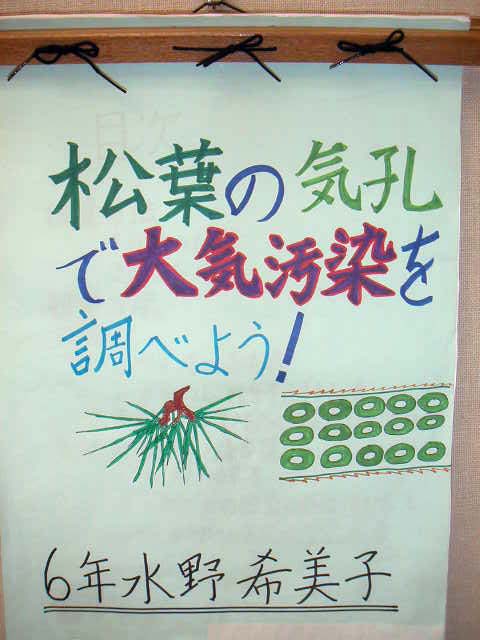 松葉の気孔
で大気汚染を
調べよう!
6年水野希美子